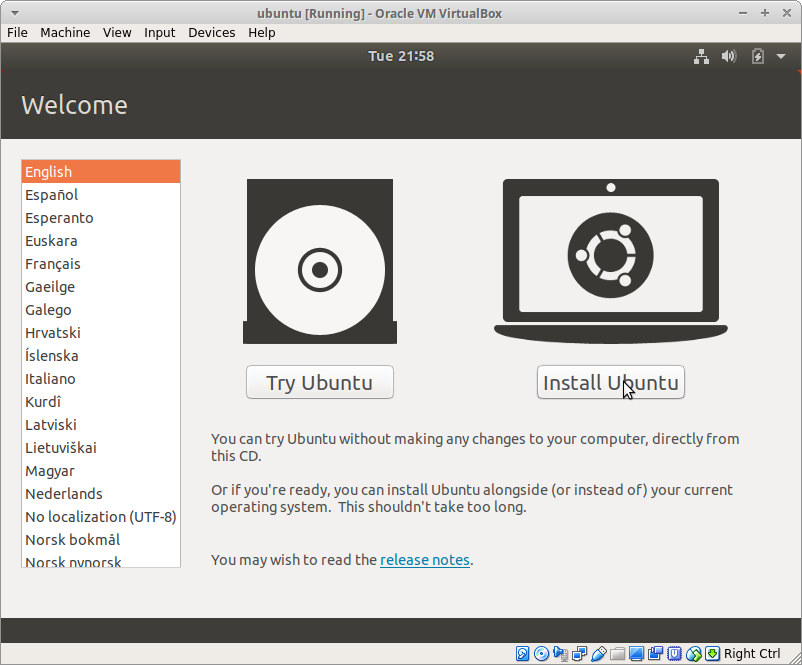 ubuntu [Running] - Oracle VM VirtualBox
File Machine View Input Devices Help
Tue 21:58
Welcome
English
Español
Esperanto
Euskara
Français
Gaeilge
Galego
Hrvatski
Íslenska
Italiano
Kurdî
Latviski
Lietuviškai
Magyar
Nederlands
No localization (UTF-8)
Norsk bokmål
Norsk nynorsk
Try Ubuntu
Install Ubuntu
You can try Ubuntu without making any changes to your computer, directly from
this CD.
Or if you're ready, you can install Ubuntu alongside (or instead of) your current
operating system. This shouldn't take too long.
You may wish to read the release notes.
Right Ctrl